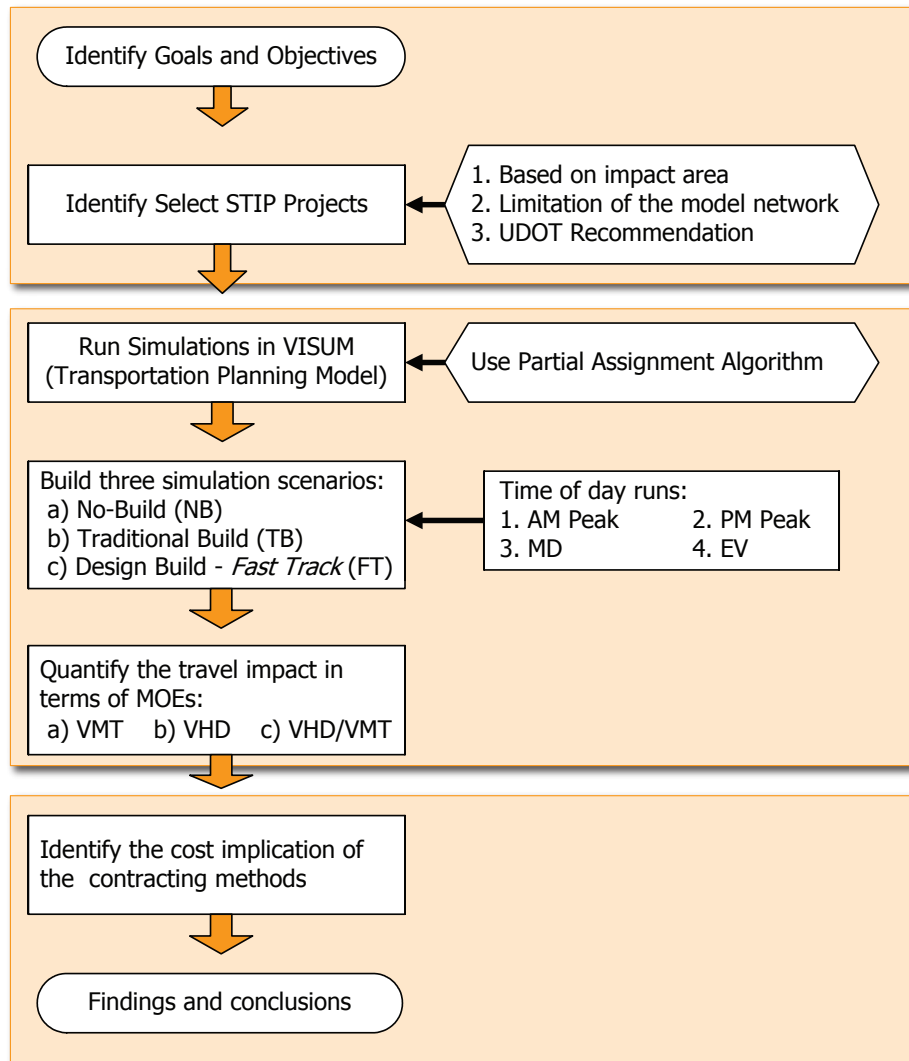 Identify Goals and Objectives
Identify Select STIP Projects
1. Based on impact area
2. Limitation of the model network
3. UDOT Recommendation
Run Simulations in VISUM
(Transportation Planning Model)
Use Partial Assignment Algorithm
Build three simulation scenarios:
a) No-Build (NB)
b) Traditional Build (TB)
c) Design Build - Fast Track (FT)
Time of day runs:
1. AM Peak 2. PM Peak
3. MD 4. EV
Quantify the travel impact in
terms of MOEs:
a) VMT b) VHD c) VHD/VMT
Identify the cost implication of
the contracting methods
Findings and conclusions